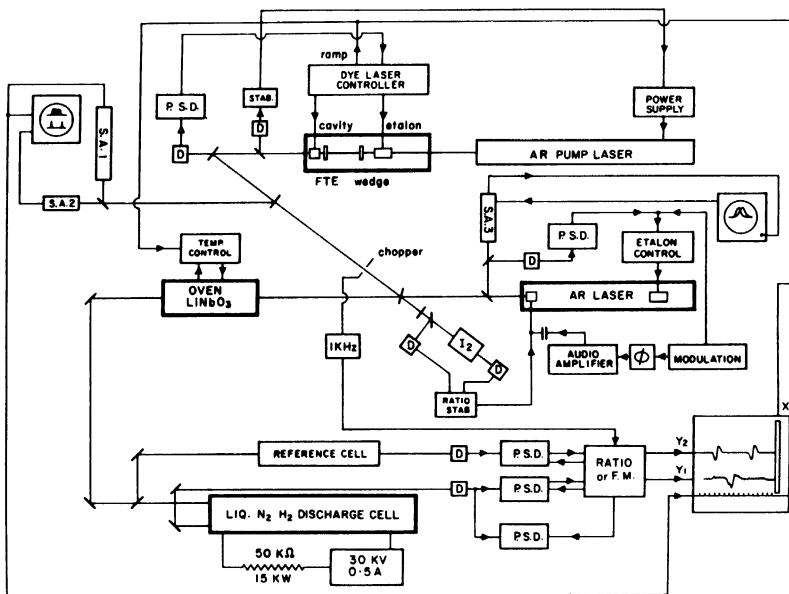 ramp
DYE LASER
CONTROLLER
P.S.D.
STAB.
POWER
SUPPLY
S.A.1
cavity
etalon
D
D
AR PUMP LASER
FTE wedge
S.A.2
S.A.3
P.S.D.
ETALON
CONTROL
D
TEMP
CONTROL
chopper
OVEN
LINbO3
AR LASER
1KHz
I2
D
D
AUDIO
AMPLIFIER
Φ
MODULATION
RATIO
STAB
X
REFERENCE CELL
D
P.S.D.
RATIO
or F.M.
Y2
Y1
D
P.S.D.
LIQ. N2 H2 DISCHARGE CELL
P.S.D.
50 KΩ
15 KW
30 KV
0·5A